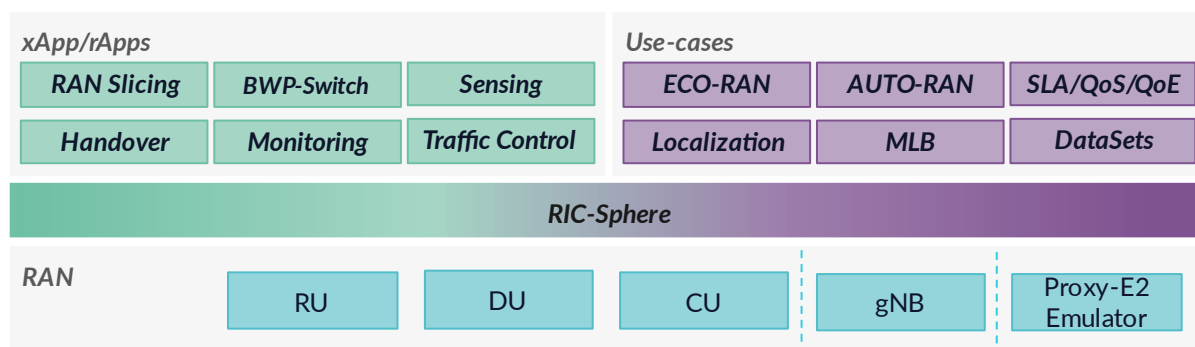 xApp/rApps
RAN Slicing
BWP-Switch
Sensing
Handover
Monitoring
Traffic Control
Use-cases
ECO-RAN
AUTO-RAN
SLA/QoS/QoE
Localization
MLB
DataSets
RIC-Sphere
RAN
RU
DU
CU
gNB
Proxy-E2
Emulator